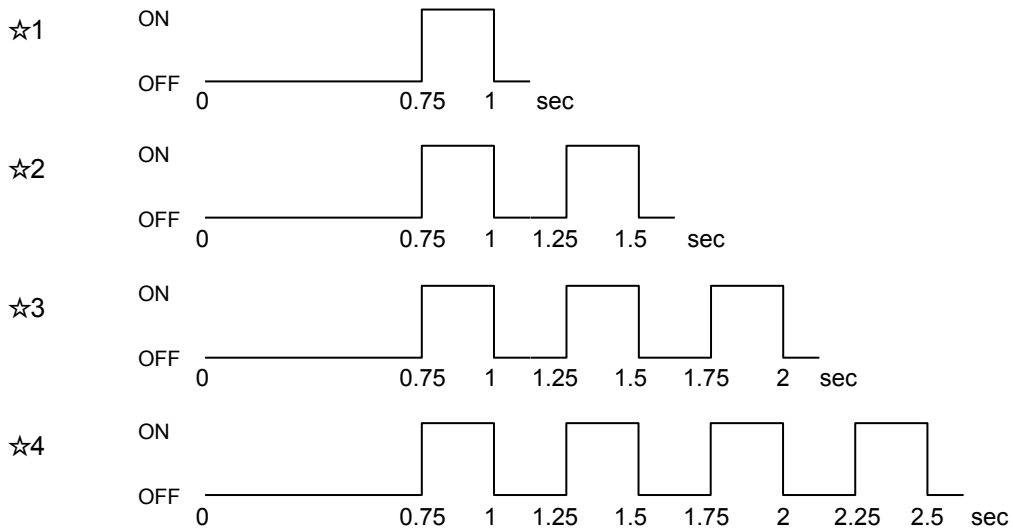 ☆1
ON
OFF
0 0.75 1 sec
☆2
ON
OFF
0 0.75 1 1.25 1.5 sec
☆3
ON
OFF
0 0.75 1 1.25 1.5 1.75 2 sec
☆4
ON
OFF
0 0.75 1 1.25 1.5 1.75 2 2.25 2.5 sec